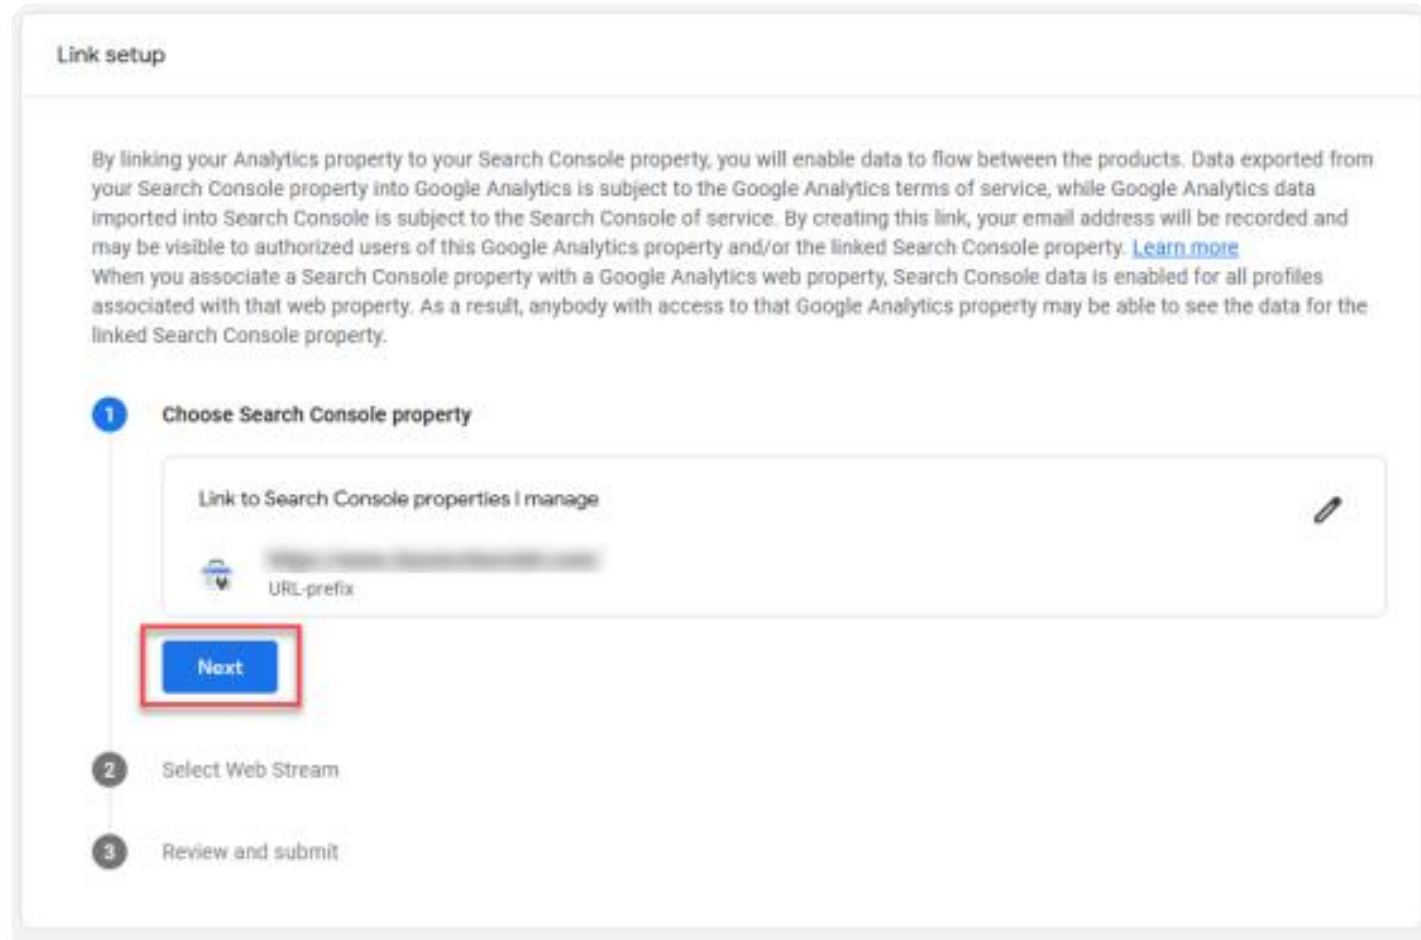 Link setup
By linking your Analytics property to your Search Console property, you will enable data to flow between the products. Data exported from
your Search Console property into Google Analytics is subject to the Google Analytics terms of service, while Google Analytics data
imported into Search Console is subject to the Search Console of service. By creating this link, your email address will be recorded and
may be visible to authorized users of this Google Analytics property and/or the linked Search Console property. Learn more
When you associate a Search Console property with a Google Analytics web property, Search Console data is enabled for all profiles
associated with that web property. As a result, anybody with access to that Google Analytics property may be able to see the data for the
linked Search Console property.
1 Choose Search Console property
Link to Search Console properties I manage
URL-prefix
Next
2 Select Web Stream
3 Review and submit